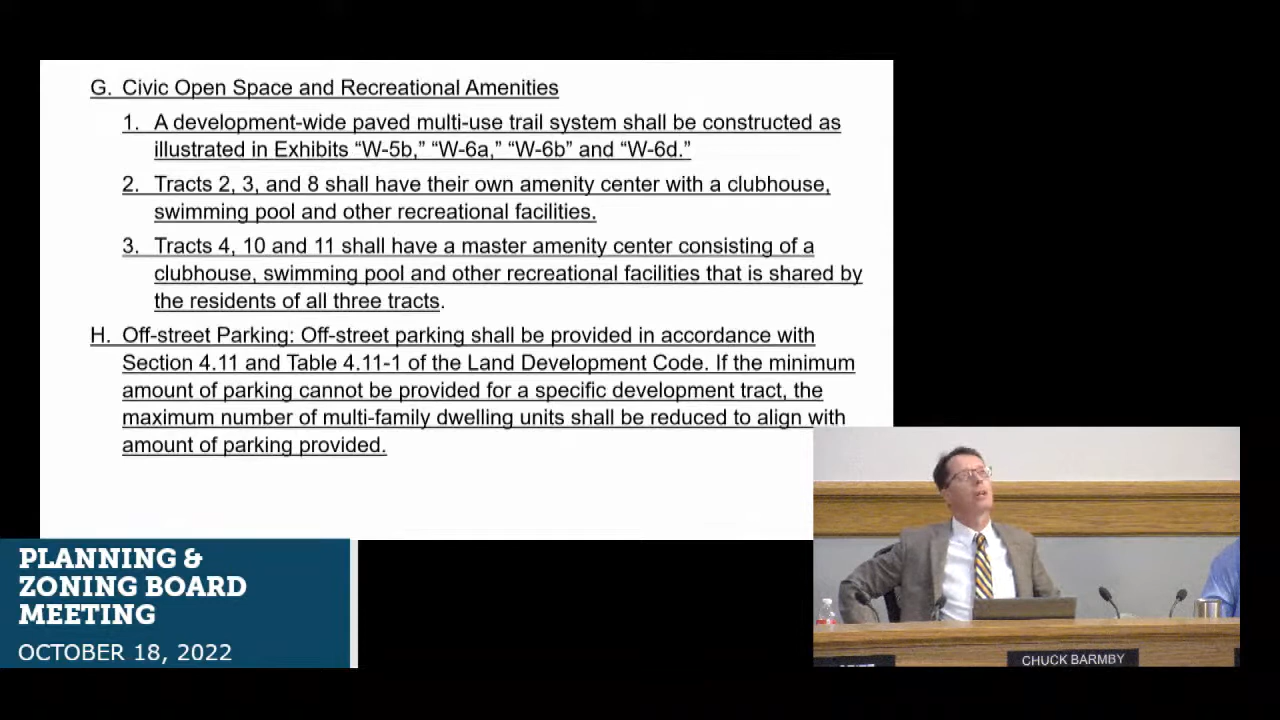 G. Civic Open Space and Recreational Amenities
1. A development-wide paved multi-use trail system shall be constructed as
illustrated in Exhibits “W-5b,” “W-6a,” “W-6b” and “W-6d.”
2. Tracts 2, 3, and 8 shall have their own amenity center with a clubhouse,
swimming pool and other recreational facilities.
3. Tracts 4, 10 and 11 shall have a master amenity center consisting of a
clubhouse, swimming pool and other recreational facilities that is shared by
the residents of all three tracts.
H. Off-street Parking: Off-street parking shall be provided in accordance with
Section 4.11 and Table 4.11-1 of the Land Development Code. If the minimum
amount of parking cannot be provided for a specific development tract, the
maximum number of multi-family dwelling units shall be reduced to align with
amount of parking provided.
PLANNING &
ZONING BOARD
MEETING
OCTOBER 18, 2022
CHUCK BARMBY